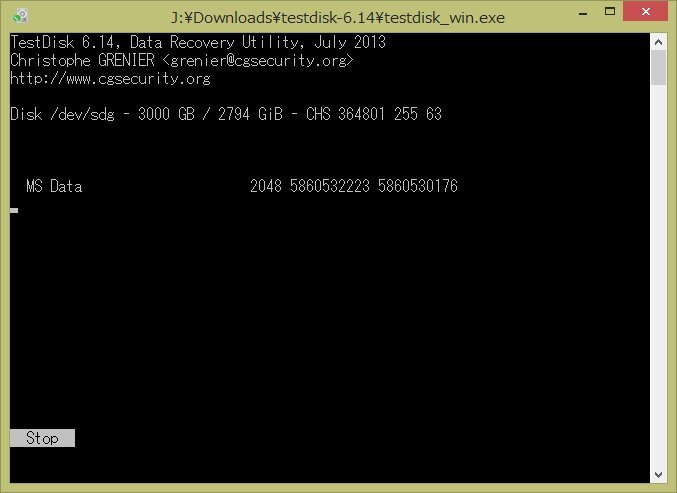 J:¥Downloads¥testdisk-6.14¥testdisk_win.exe
TestDisk 6.14, Data Recovery Utility, July 2013
Christophe GRENIER <grenier@cgsecurity.org>
http://www.cgsecurity.org
Disk /dev/sdg - 3000 GB / 2794 GiB - CHS 364801 255 63
MS Data 2048 5860532223 5860530176
Stop